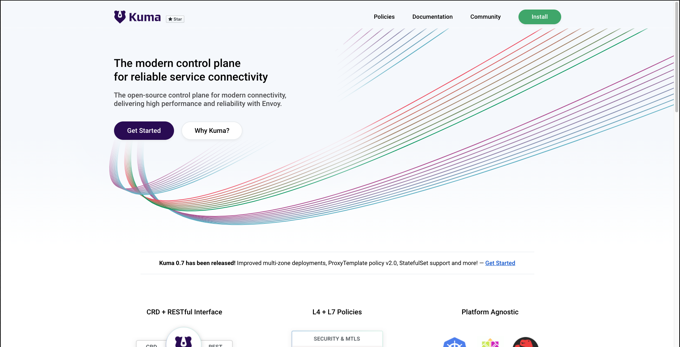 Kuma
Star
Policies
Documentation
Community
Install
The modern control plane
for reliable service connectivity
The open-source control plane for modern connectivity,
delivering high performance and reliability with Envoy.
Get Started
Why Kuma?
Kuma 0.7 has been released! Improved multi-zone deployments, ProxyTemplate policy v2.0, StatefulSet support and more! — Get Started
CRD + RESTful Interface
L4 + L7 Policies
Platform Agnostic
CRD
REST
SECURITY & MTLS